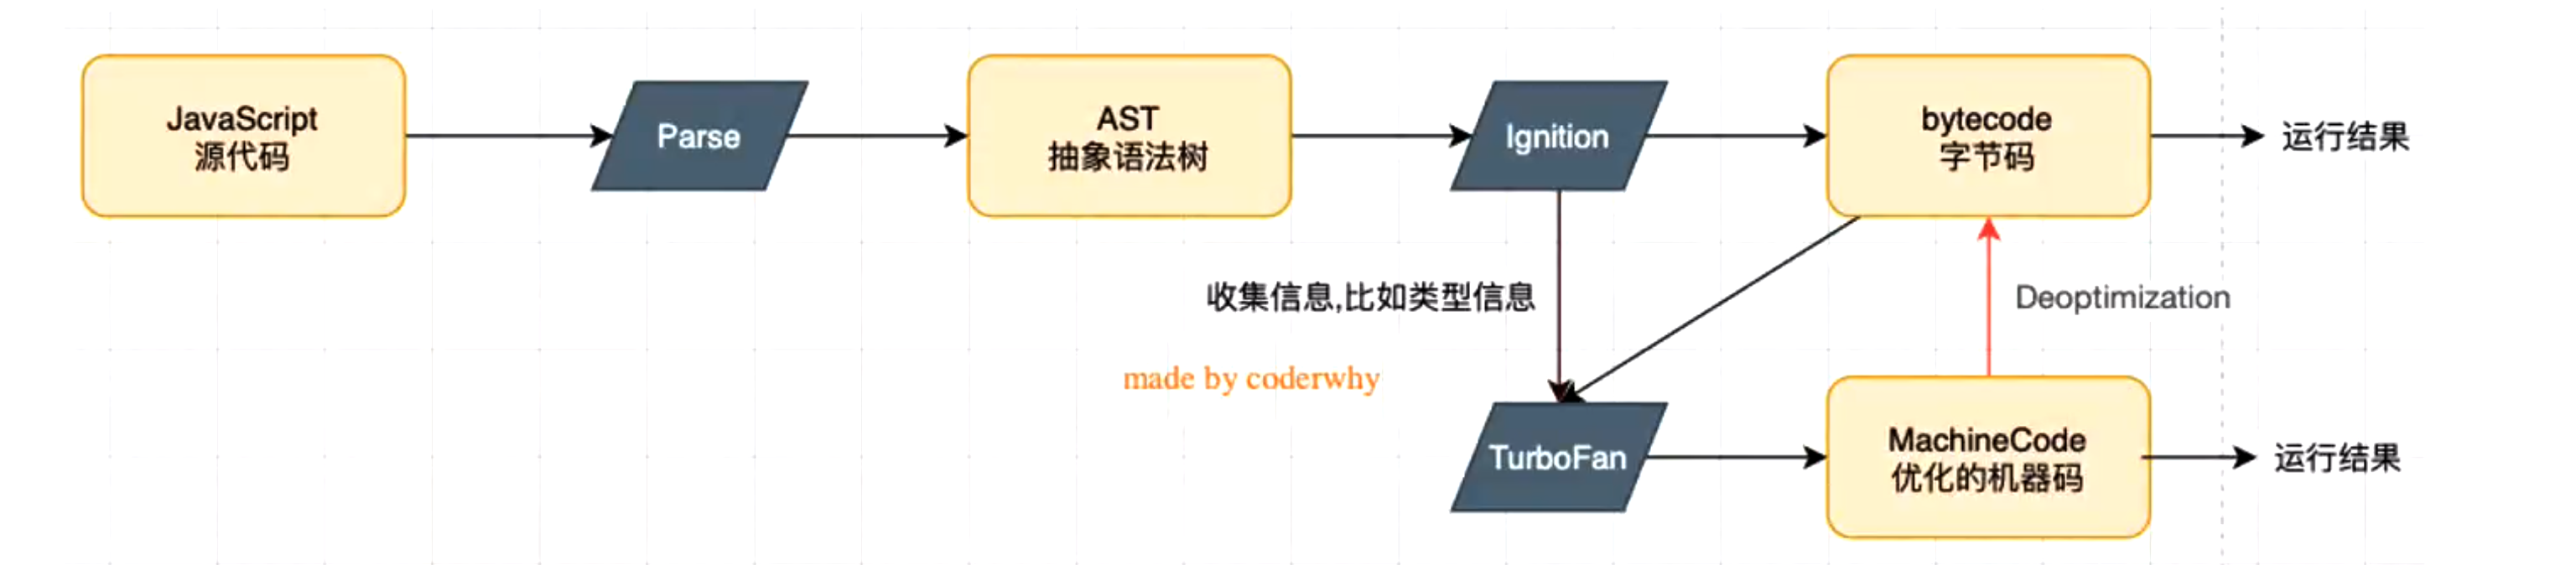 JavaScript
源代码
Parse
AST
抽象语法树
Ignition
bytecode
字节码
运行结果
收集信息,比如类型信息
Deoptimization
made by coderwhy
TurboFan
MachineCode
优化的机器码
运行结果